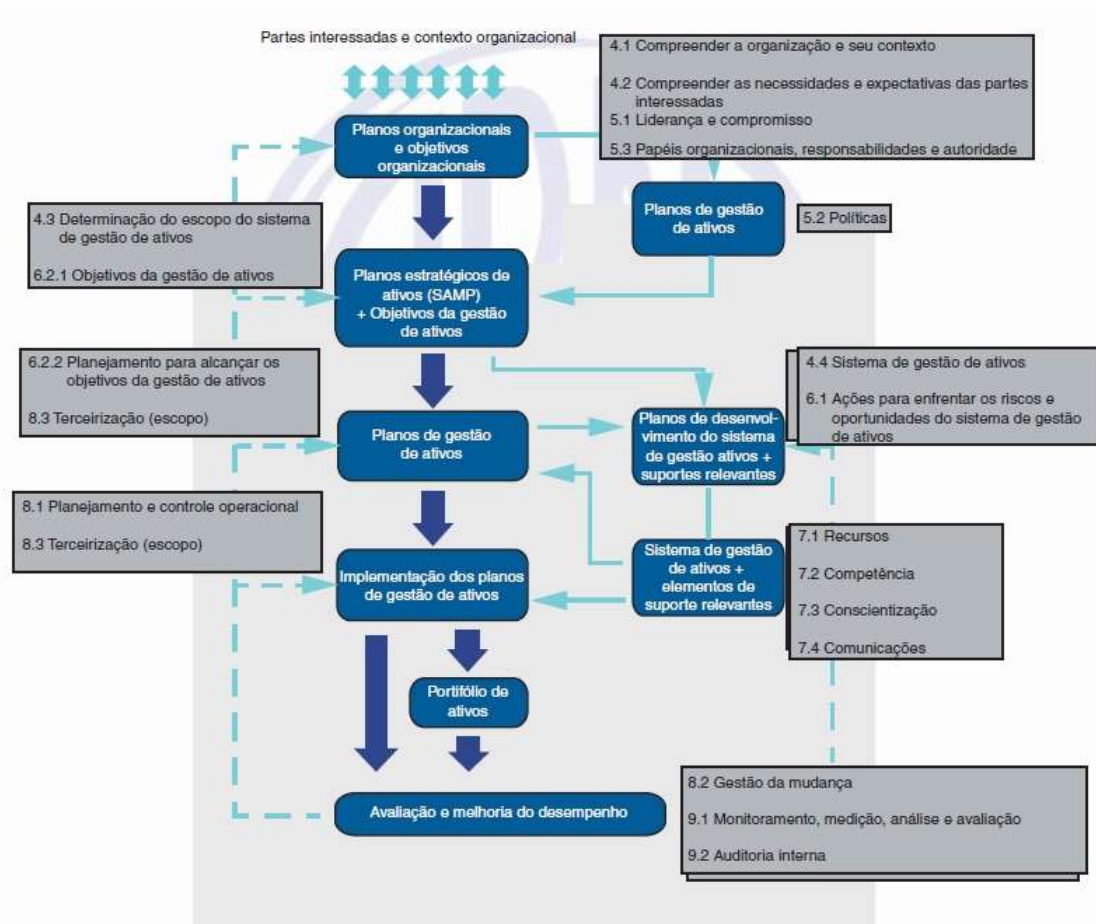 Partes interessadas e contexto organizacional
4.1 Compreender a organização e seu contexto
4.2 Compreender as necessidades e expectativas das partes
interessadas
5.1 Liderança e compromisso
5.3 Papéis organizacionais, responsabilidades e autoridade
Planos organizacionais
e objetivos
organizacionais
Planos de gestão
de ativos
5.2 Políticas
4.3 Determinação do escopo do sistema
de gestão de ativos
6.2.1 Objetivos da gestão de ativos
Planos estratégicos de
ativos (SAMP)
+ Objetivos da gestão
de ativos
6.2.2 Planejamento para alcançar os
objetivos da gestão de ativos
8.3 Terceirização (escopo)
4.4 Sistema de gestão de ativos
6.1 Ações para enfrentar os riscos e
oportunidades do sistema de gestão
de ativos
Planos de gestão
de ativos
Planos de desenvol-
vimento do sistema
de gestão ativos +
suportes relevantes
8.1 Planejamento e controle operacional
8.3 Terceirização (escopo)
Implementação dos planos
de gestão de ativos
Sistema de gestão
de ativos +
elementos de
suporte relevantes
7.1 Recursos
7.2 Competência
7.3 Conscientização
7.4 Comunicações
Portifólio de
ativos
Avaliação e melhoria do desempenho
8.2 Gestão da mudança
9.1 Monitoramento, medição, análise e avaliação
9.2 Auditoria interna